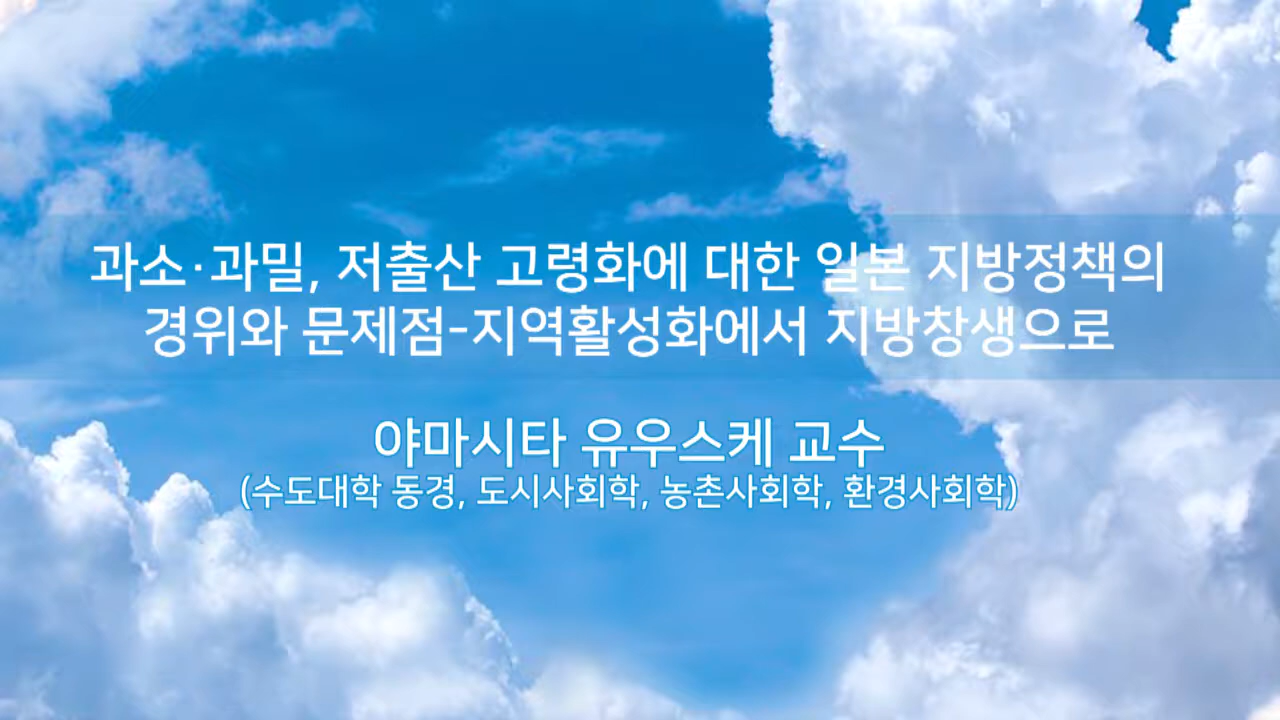 과소·과밀, 저출산 고령화에 대한 일본 지방정책의
경위와 문제점-지역활성화에서 지방창생으로
야마시타 유우스케 교수
(수도대학 동경, 도시사회학, 농촌사회학, 환경사회학)